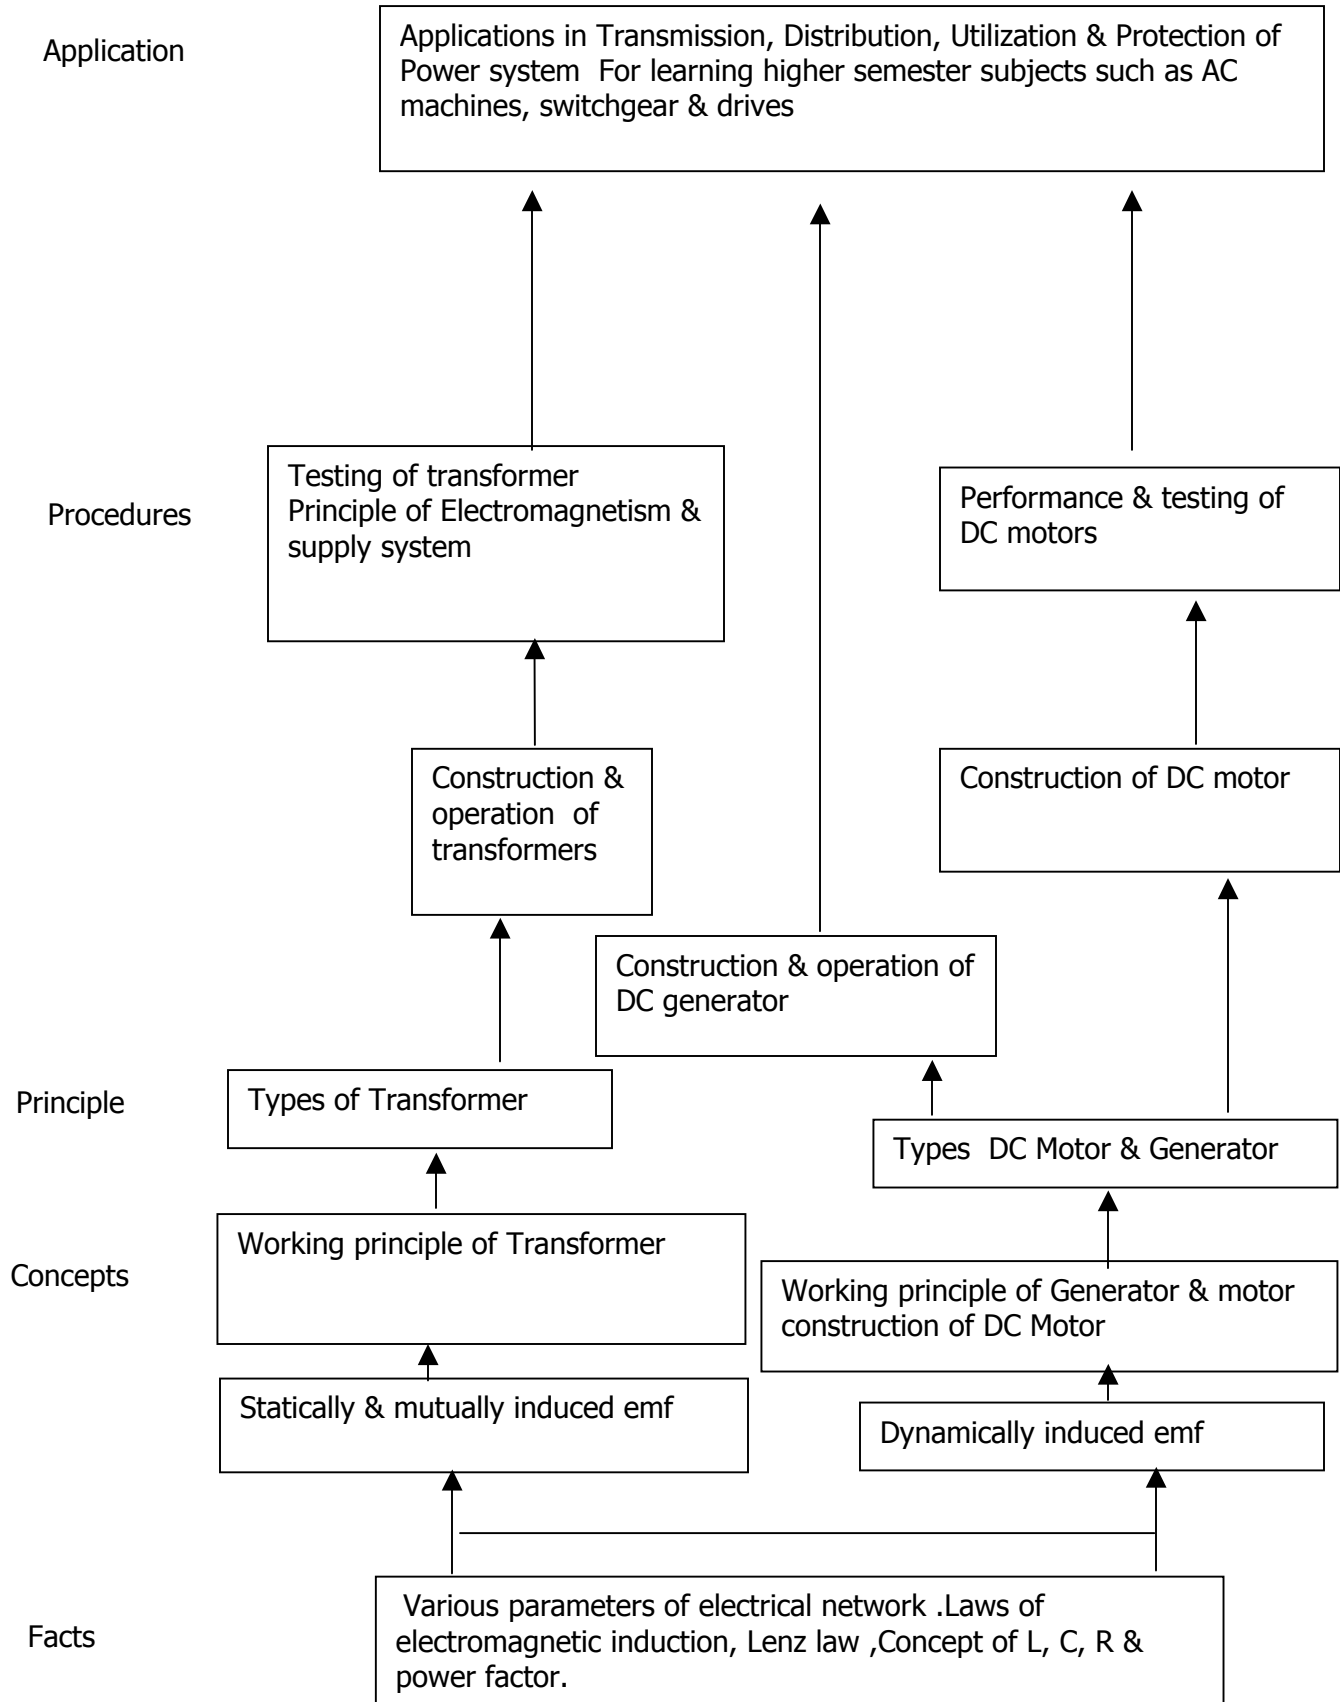 Application
Applications in Transmission, Distribution, Utilization & Protection of
Power system  For learning higher semester subjects such as AC
machines, switchgear & drives
Procedures
Testing of transformer
Principle of Electromagnetism &
supply system
Performance & testing of
DC motors
Construction &
operation  of
transformers
Construction of DC motor
Construction & operation of
DC generator
Principle
Types of Transformer
Types  DC Motor & Generator
Concepts
Working principle of Transformer
Working principle of Generator & motor
construction of DC Motor
Statically & mutually induced emf
Dynamically induced emf
Facts
Various parameters of electrical network .Laws of
electromagnetic induction, Lenz law ,Concept of L, C, R &
power factor.